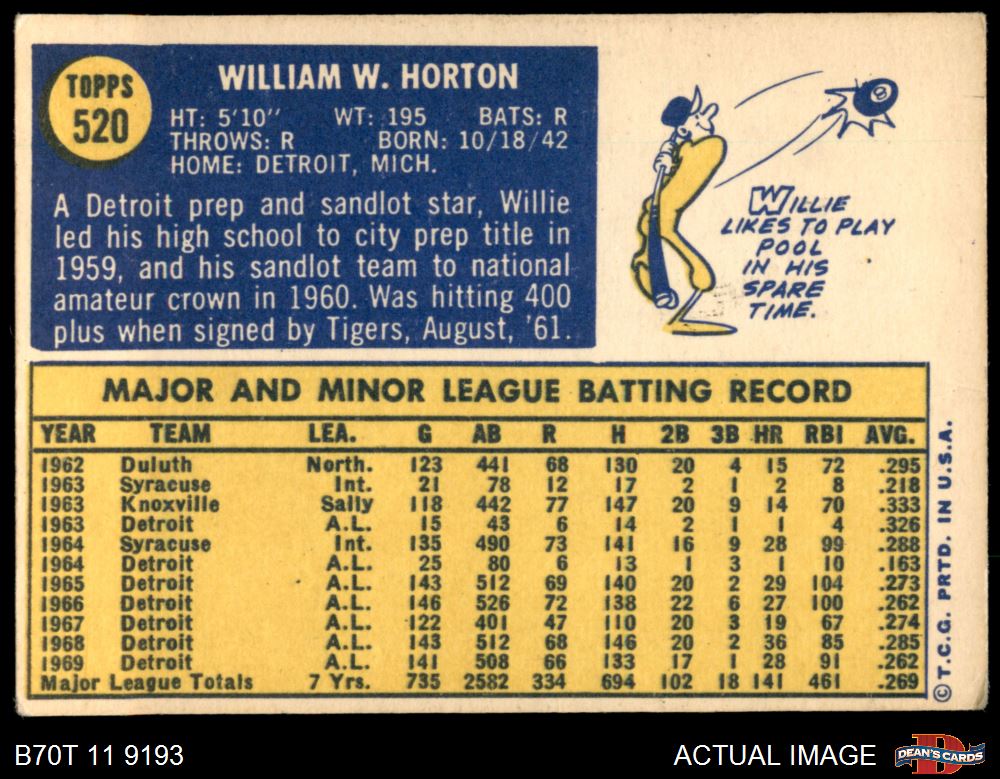 TOPPS
520
WILLIAM W. HORTON
HT: 5'10" WT: 195 BATS: R
THROWS: R BORN: 10/18/42
HOME: DETROIT, MICH.
A Detroit prep and sandlot star, Willie
led his high school to city prep title in
1959, and his sandlot team to national
amateur crown in 1960. Was hitting 400
plus when signed by Tigers, August, '61.
8
WILLIE
LIKES TO PLAY
POOL
IN HIS
SPARE
TIME.
MAJOR AND MINOR LEAGUE BATTING RECORD
YEAR TEAM LEA. G AB R H 2B 3B HR RBI AVG.
1962 Duluth North. 123 441 68 130 20 4 15 72 .295
1963 Syracuse Int. 21 78 12 17 2 1 2 8 .218
1963 Knoxville Sally 118 442 77 147 20 9 14 70 .333
1963 Detroit A.L. 15 43 6 14 2 1 1 4 .326
1964 Syracuse Int. 135 490 73 141 16 9 28 99 .288
1964 Detroit A.L. 25 80 6 13 1 3 1 10 .163
1965 Detroit A.L. 143 512 69 140 20 2 29 104 .273
1966 Detroit A.L. 146 526 72 138 22 6 27 100 .262
1967 Detroit A.L. 122 401 47 110 20 3 19 67 .274
1968 Detroit A.L. 143 512 68 146 20 2 36 85 .285
1969 Detroit A.L. 141 508 66 133 17 1 28 91 .262
Major League Totals 7 Yrs. 735 2582 334 694 102 18 141 461 .269
© T.C.G. PRTD. IN U.S.A.
B70T 11 9193
ACTUAL IMAGE
DEAN'S CARDS